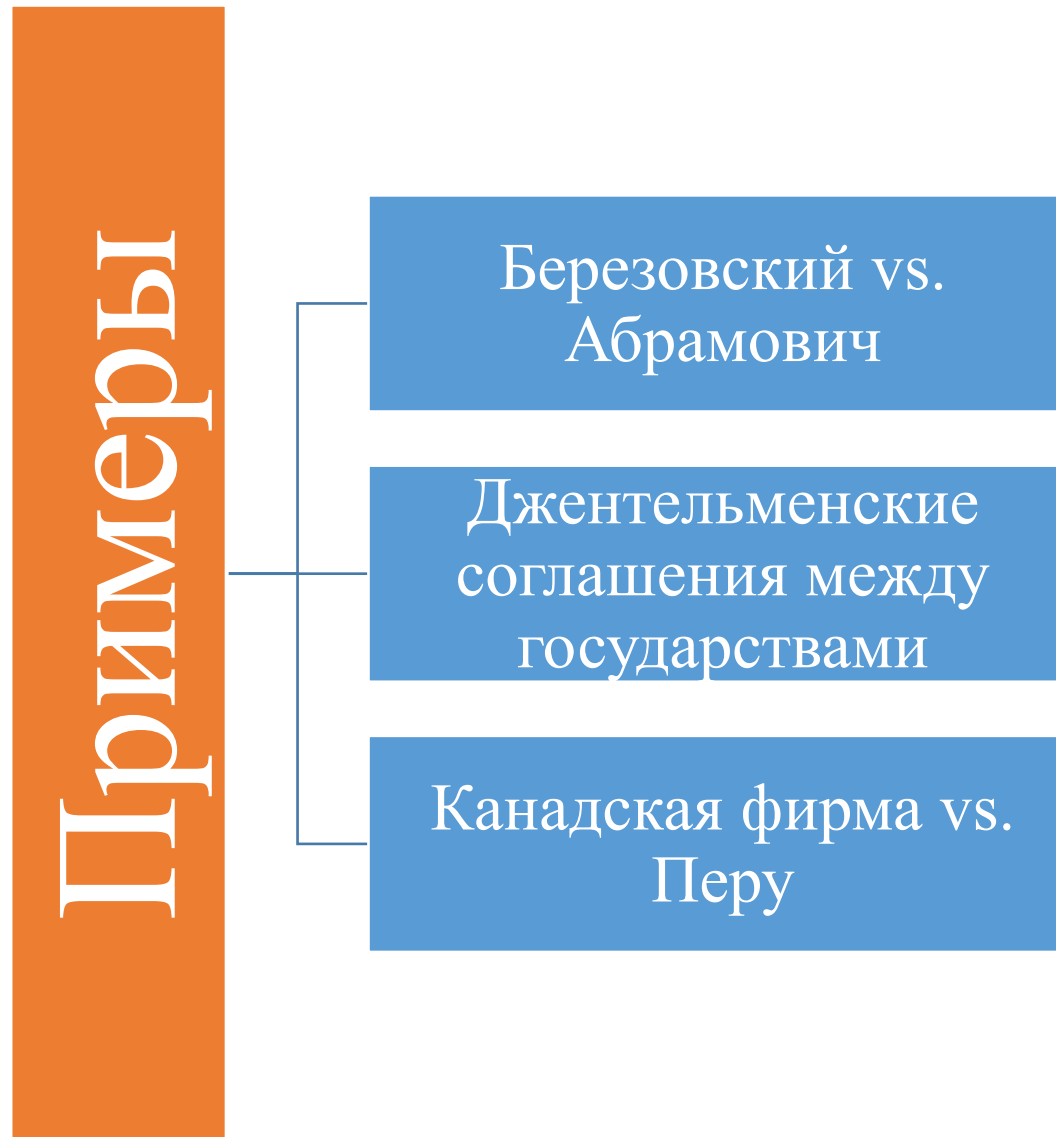 Примеры
Березовский vs.
Абрамович
Джентельменские
соглашения между
государствами
Канадская фирма vs.
Перу